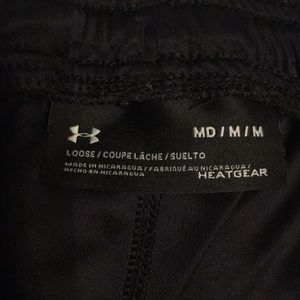 MD / M / M
LOOSE / COUPE LÂCHE / SUELTO
MADE IN NICARAGUA / FABRIQUÉ AU NICARAGUA /
HECHO EN NICARAGUA
HEATGEAR